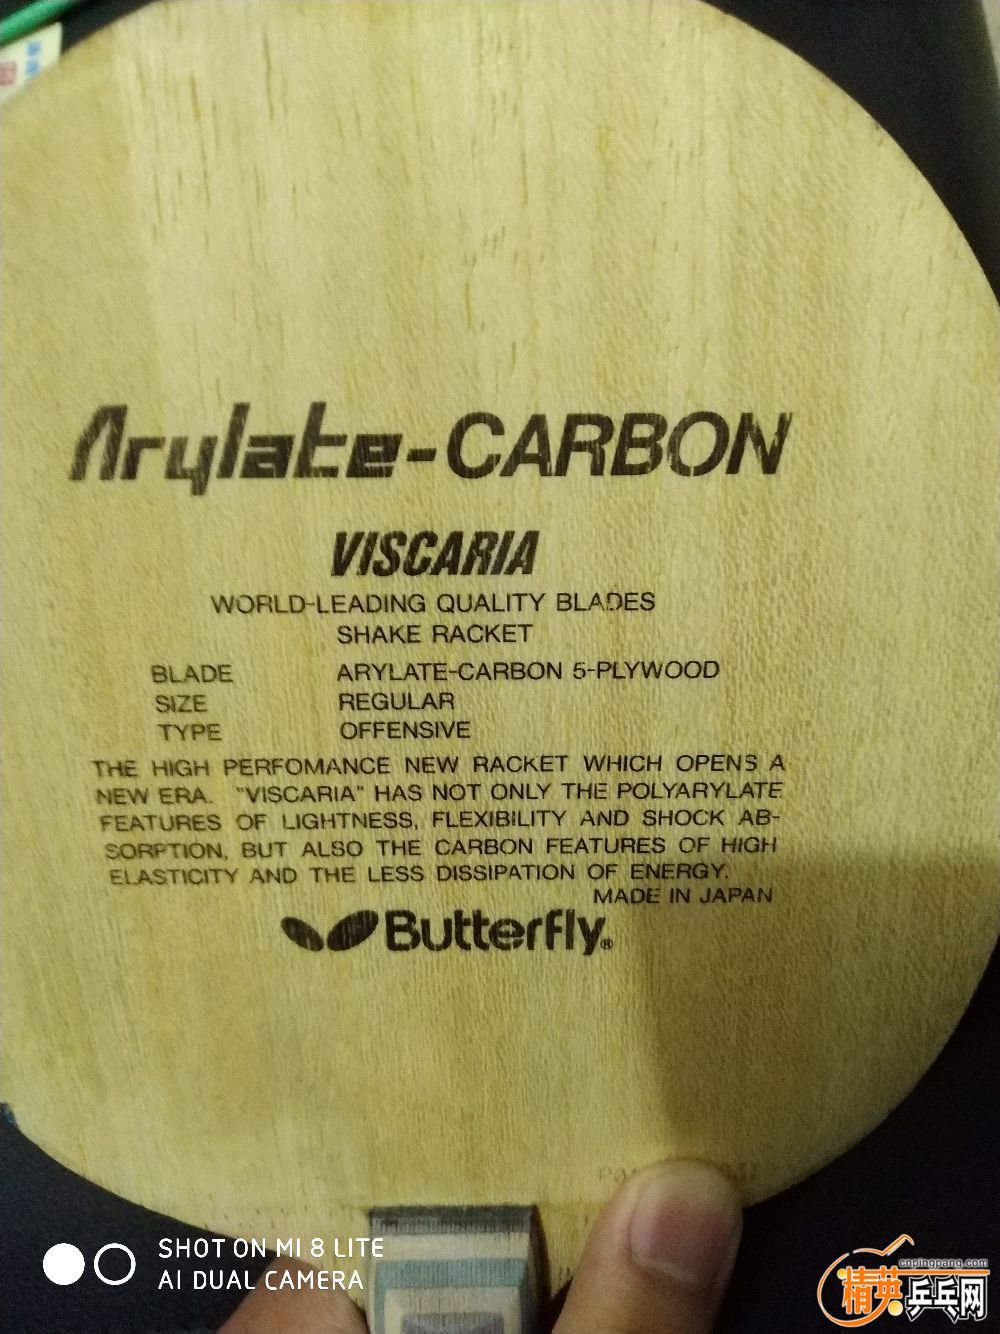 Arylate-CARBON
VISCARIA
WORLD-LEADING QUALITY BLADES
SHAKE RACKET
BLADE ARYLATE-CARBON 5-PLYWOOD
SIZE REGULAR
TYPE OFFENSIVE
THE HIGH PERFOMANCE NEW RACKET WHICH OPENS A
NEW ERA. "VISCARIA" HAS NOT ONLY THE POLYARYLATE
FEATURES OF LIGHTNESS, FLEXIBILITY AND SHOCK AB-
SORPTION, BUT ALSO THE CARBON FEATURES OF HIGH
ELASTICITY AND THE LESS DISSIPATION OF ENERGY.
MADE IN JAPAN
Butterfly®
SHOT ON MI 8 LITE
AI DUAL CAMERA
cnpingpang.com
精英乒乓网